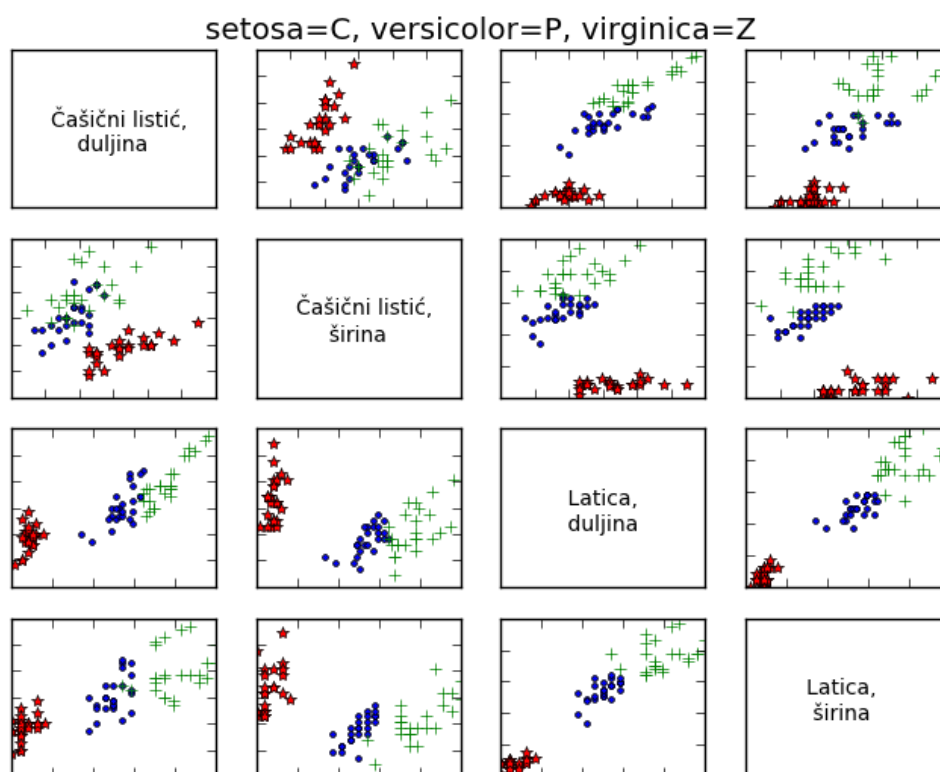 setosa=C, versicolor=P, virginica=Z
Čašični listić,
duljina
Čašični listić,
širina
Latica,
duljina
Latica,
širina